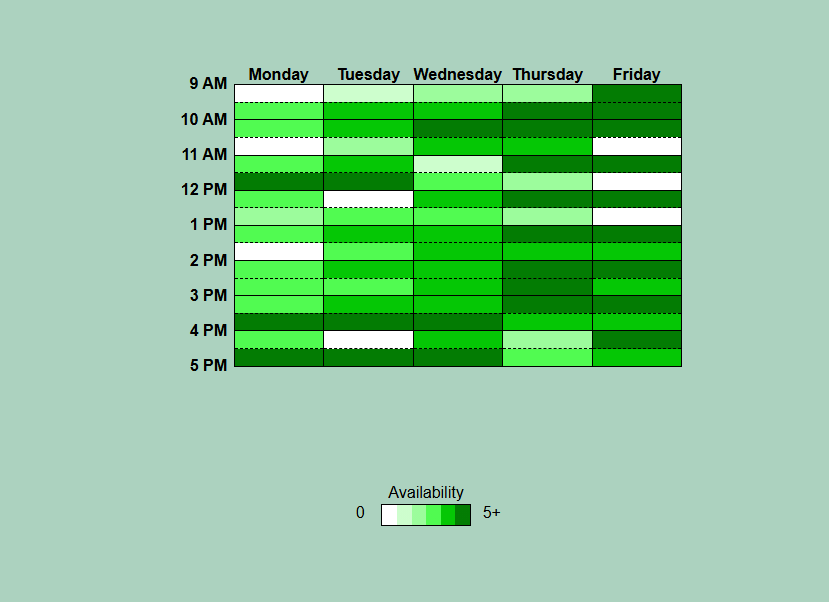 Monday Tuesday Wednesday Thursday Friday
9 AM
10 AM
11 AM
12 PM
1 PM
2 PM
3 PM
4 PM
5 PM
Availability
0 5+